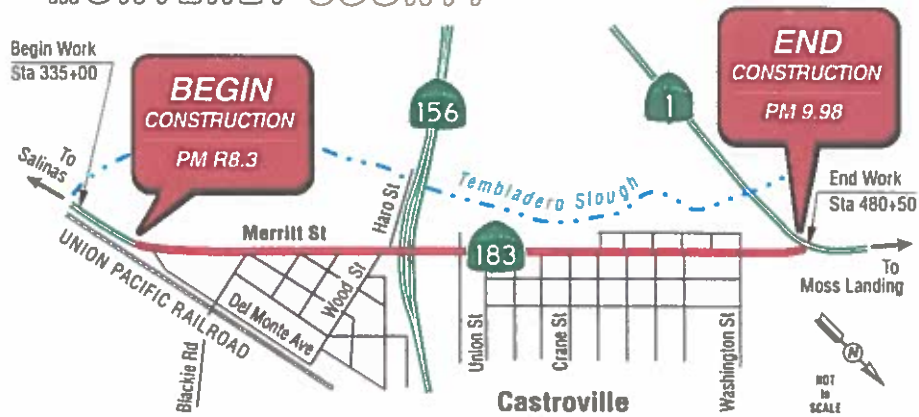 MONTEREY COUNTY
Begin Work
Sta 335+00
BEGIN
CONSTRUCTION
PM R8.3
156
1
END
CONSTRUCTION
PM 9.98
To
Salinas
Tembladero Slough
End Work
Sta 480+50
Haro St
Merritt St
183
To
Moss Landing
UNION PACIFIC RAILROAD
Wood St
Del Monte Ave
Blackie Rd
Union St
Crane St
Washington St
N
NOT
to
SCALE
Castroville